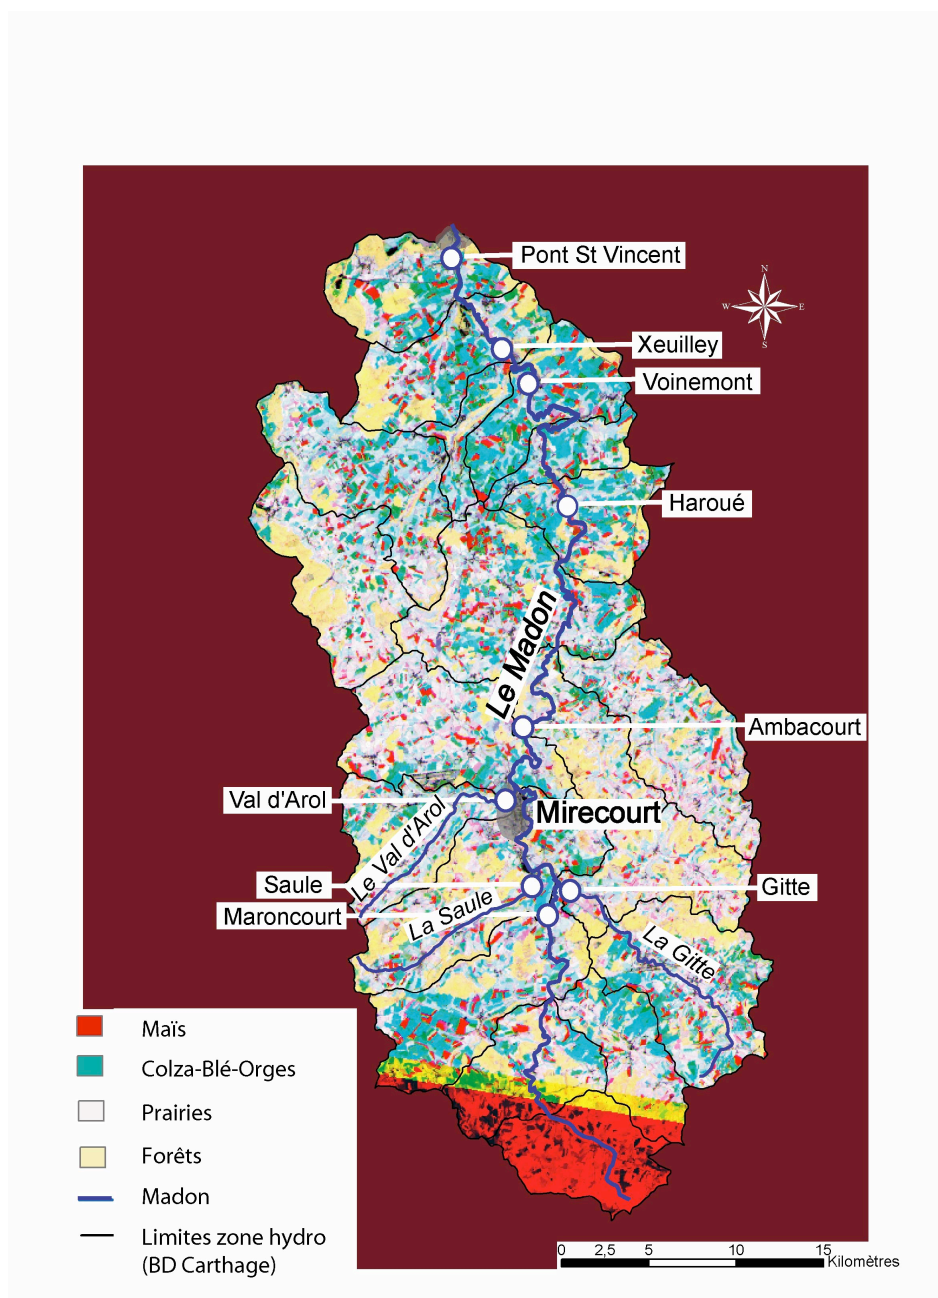 Pont St Vincent
N
W
E
S
Xeuilley
Voinemont
Haroué
Le Madon
Ambacourt
Val d'Arol
Mirecourt
Le Val d'Arol
Saule
Gitte
Maroncourt
La Saule
La Gitte
Maïs
Colza-Blé-Orges
Prairies
Forêts
Madon
Limites zone hydro
(BD Carthage)
0 2,5 5 10 15
Kilomètres